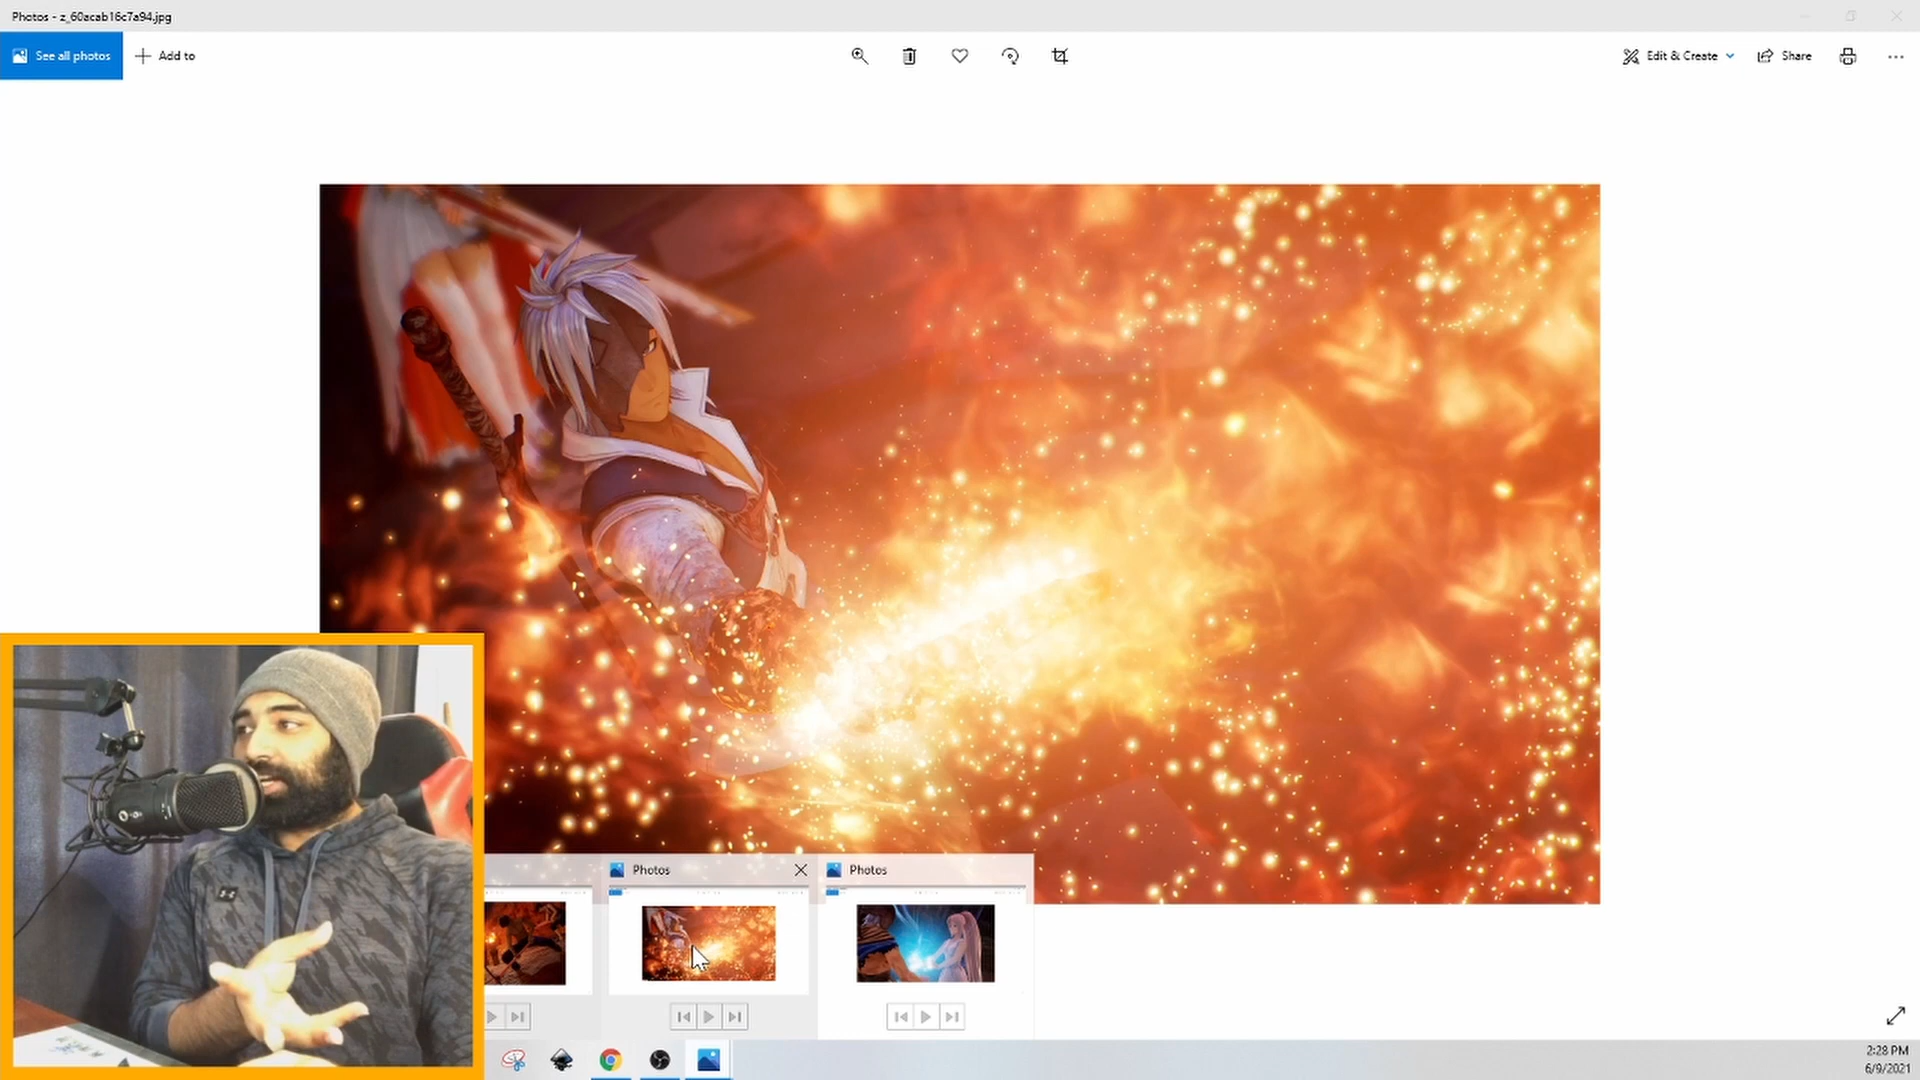 Photos - z_60acab16c7a94.jpg
See all photos
Add to
Edit & Create
Share
Photos
Photos
2:28 PM
6/9/2021